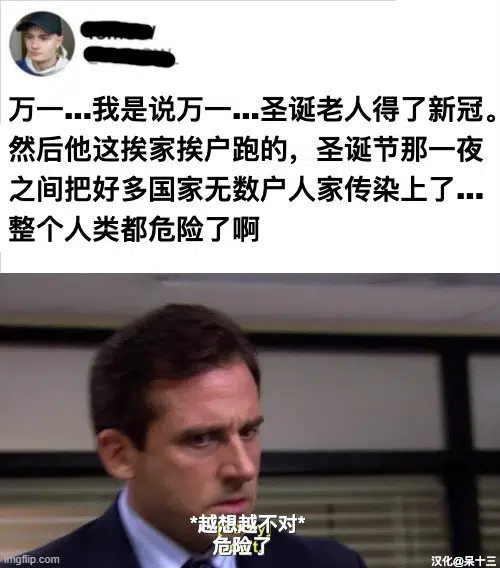 万一...我是说万一...圣诞老人得了新冠。
然后他这挨家挨户跑的，圣诞节那一夜
之间把好多国家无数户人家传染上了...
整个人类都危险了啊
*越想越不对*
危险了
imgflip.com
汉化@呆十三